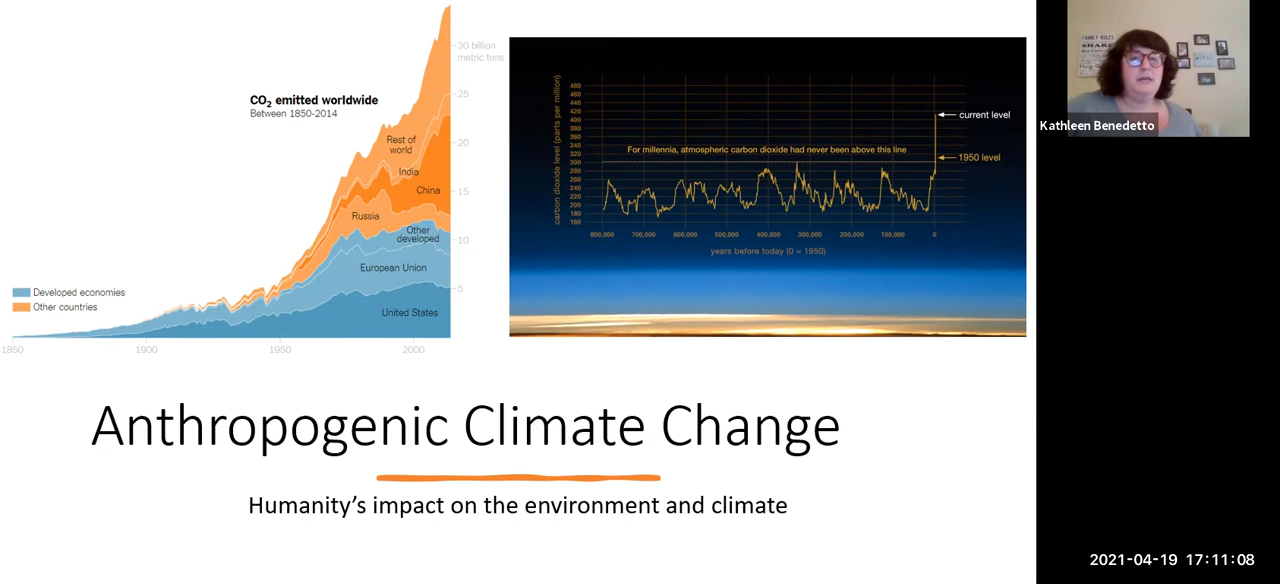 CO2 emitted worldwide
Between 1850-2014
30 billion
metric tons
25
20
15
10
5
Rest of
world
India
China
Russia
Other
developed
European Union
United States
Developed economies
Other countries
1850
1900
1950
2000
carbon dioxide level (parts per million)
480
460
440
420
400
380
360
340
320
300
280
260
240
220
200
180
160
For millennia, atmospheric carbon dioxide had never been above this line
current level
1950 level
800,000
700,000
600,000
500,000
400,000
300,000
200,000
100,000
0
years before today (0 = 1950)
Anthropogenic Climate Change
Humanity's impact on the environment and climate
FAMILY RULES
SHARE
Kathleen Benedetto
2021-04-19 17:11:08